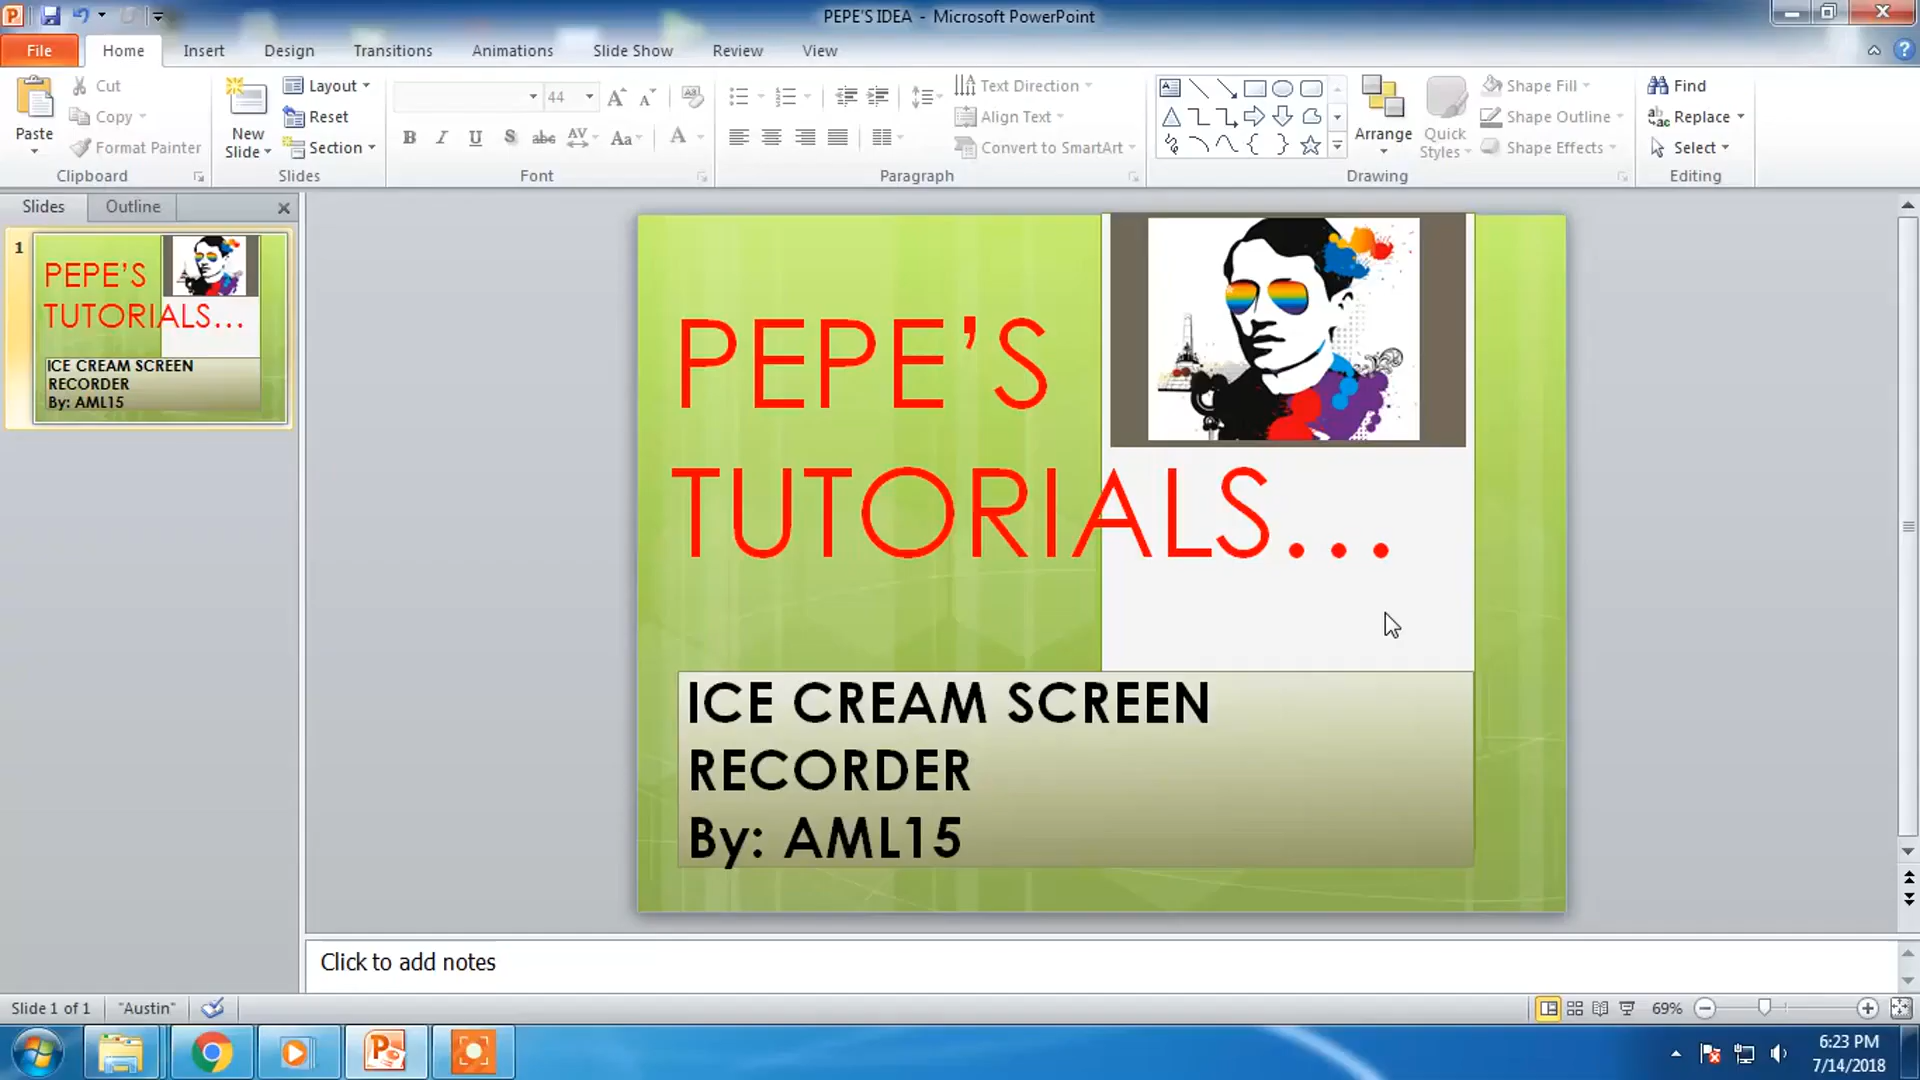 PEPE'S IDEA - Microsoft PowerPoint
File Home Insert Design Transitions Animations Slide Show Review View
Paste
Cut
Copy
Format Painter
Clipboard
New
Slide
Layout
Reset
Section
Slides
44
Font
Text Direction
Align Text
Convert to SmartArt
Paragraph
Arrange
Quick
Styles
Shape Fill
Shape Outline
Shape Effects
Drawing
Find
Replace
Select
Editing
Slides Outline
1
PEPE'S
TUTORIALS...
ICE CREAM SCREEN
RECORDER
By: AML15
PEPE'S
TUTORIALS...
ICE CREAM SCREEN
RECORDER
By: AML15
Click to add notes
Slide 1 of 1 "Austin" 69%
6:23 PM
7/14/2018